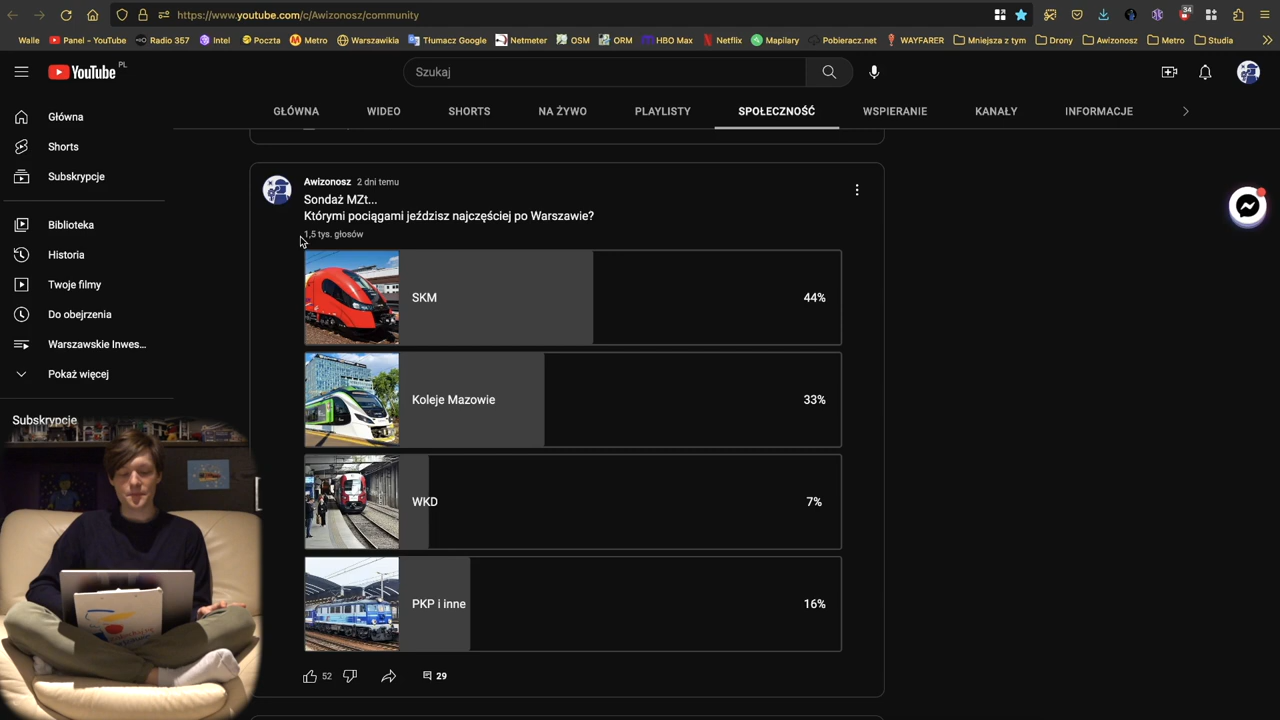 https://www.youtube.com/c/Awizonosz/community
34
Walle
Panel - YouTube
Radio 357
Intel
Poczta
Metro
Warszawikia
Tłumacz Google
Netmeter
OSM
ORM
HBO Max
Netflix
Mapilary
Pobieracz.net
WAYFARER
Mniejsza z tym
Drony
Awizonosz
Metro
Studia
YouTube PL
Szukaj
GŁÓWNA
WIDEO
SHORTS
NA ŻYWO
PLAYLISTY
SPOŁECZNOŚĆ
WSPIERANIE
KANAŁY
INFORMACJE
Główna
Shorts
Subskrypcje
Biblioteka
Historia
Twoje filmy
Do obejrzenia
Warszawskie Inwes...
Pokaż więcej
Subskrypcje
Awizonosz 2 dni temu
Sondaż MZt...
Którymi pociągami jeździsz najczęściej po Warszawie?
1,5 tys. głosów
SKM 44%
Koleje Mazowie 33%
WKD 7%
PKP i inne 16%
52
29